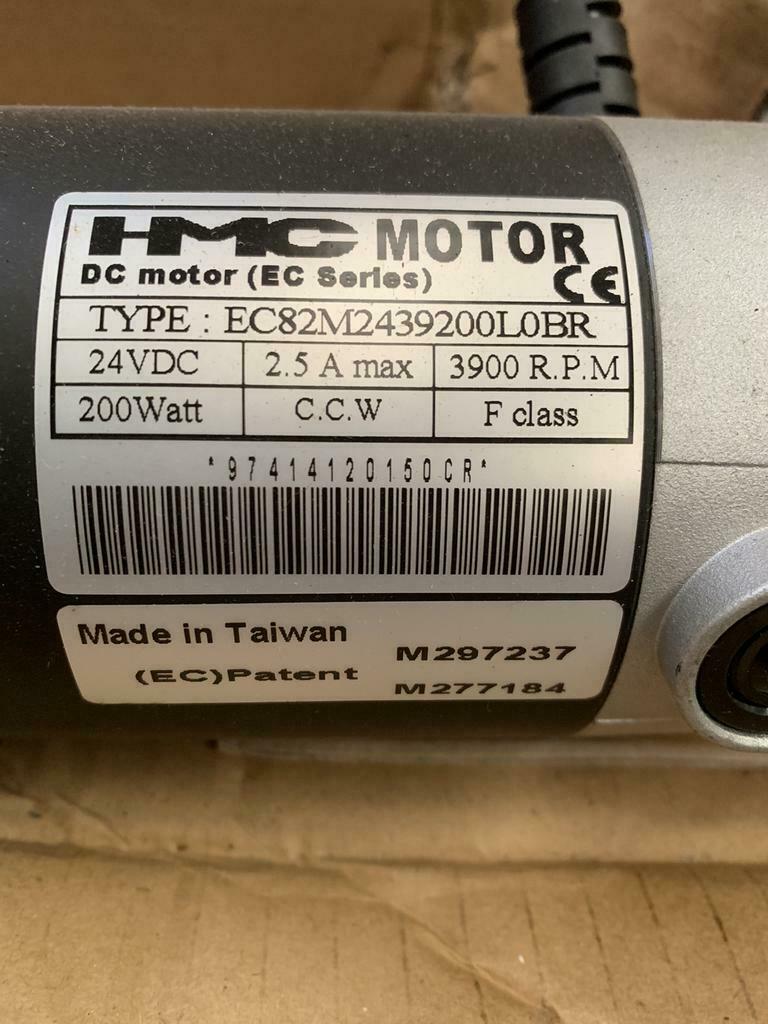 HMC MOTOR
DC motor (EC Series)
CE
TYPE : EC82M2439200L0BR
24VDC 2.5 A max 3900 R.P.M
200Watt C.C.W F class
*97414120150CR*
Made in Taiwan
(EC)Patent M297237
M277184